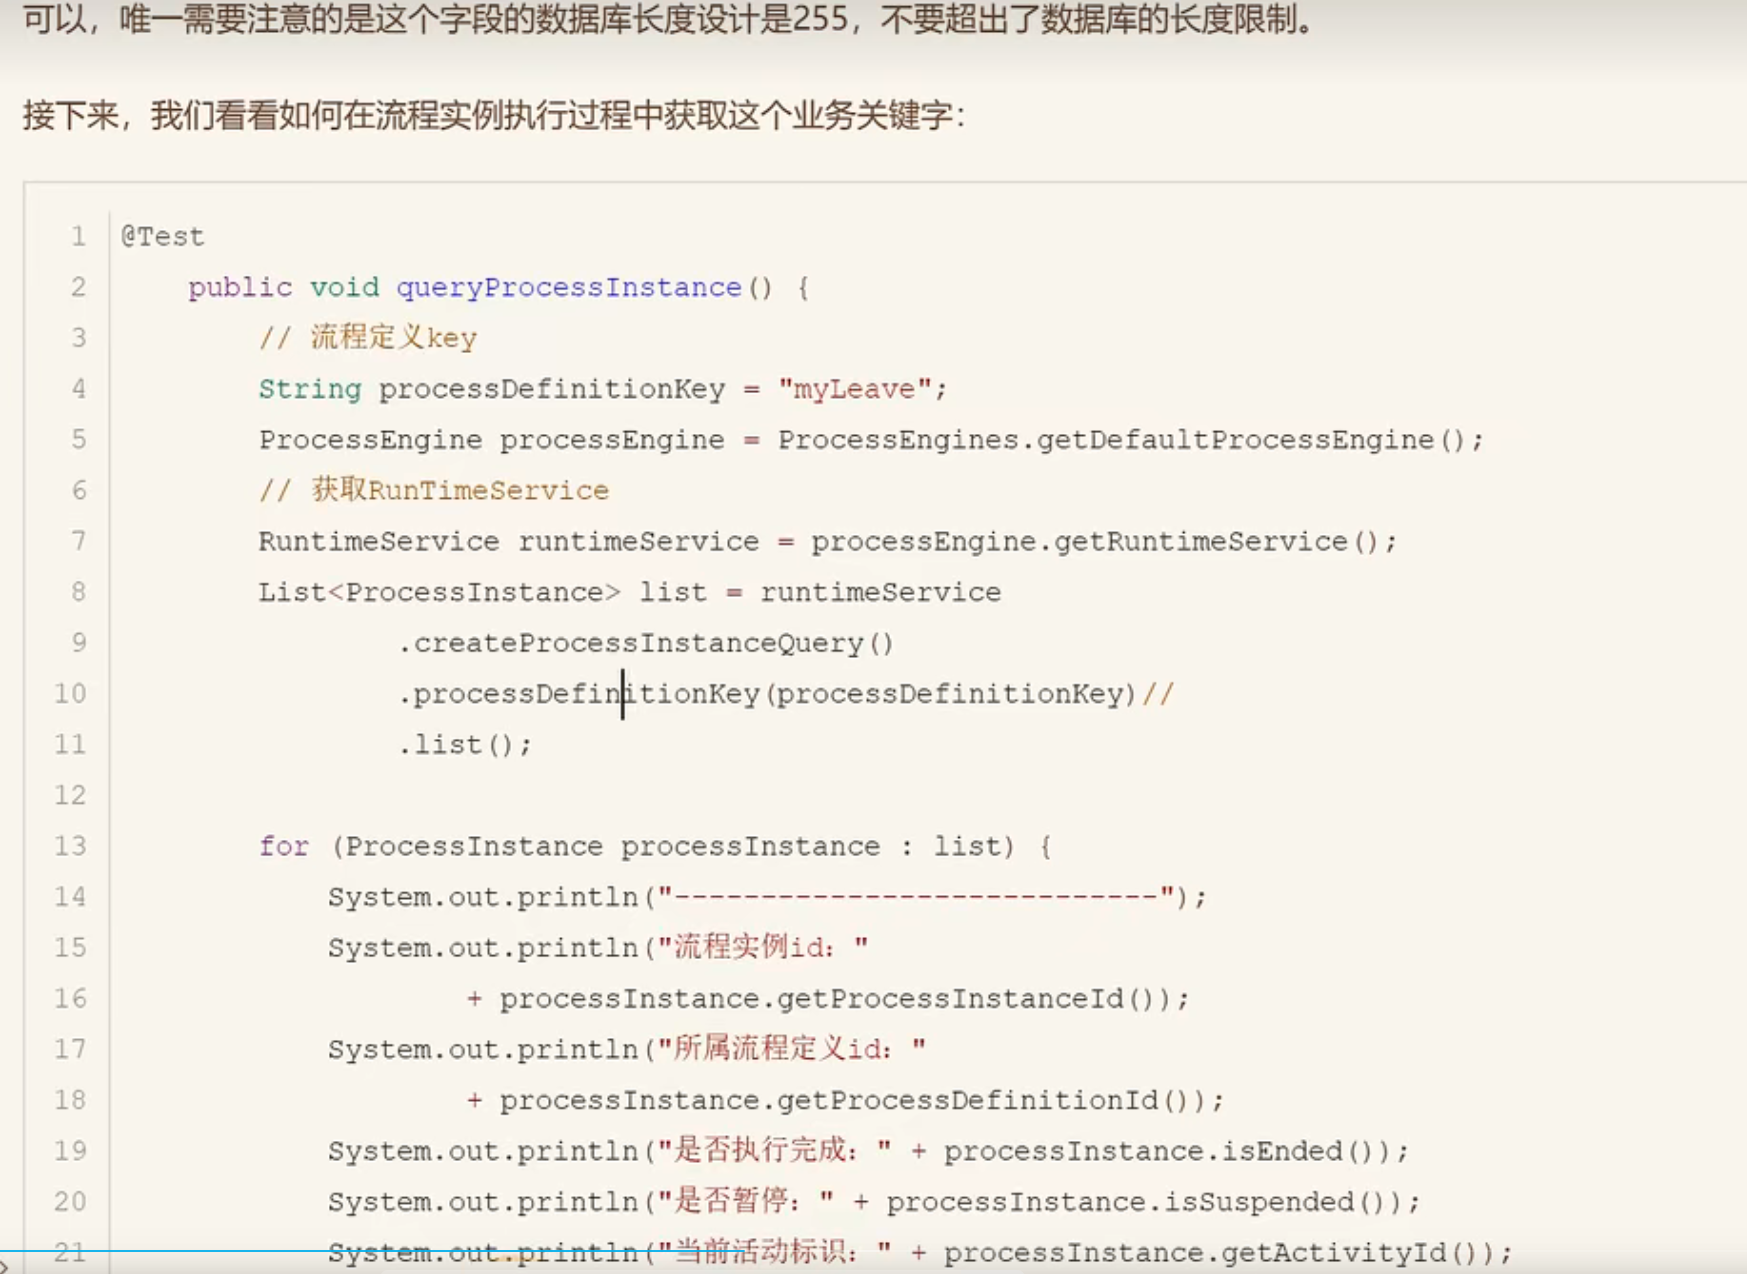 可以，唯一需要注意的是这个字段的数据库长度设计是255，不要超出了数据库的长度限制。
接下来，我们看看如何在流程实例执行过程中获取这个业务关键字：
1 @Test
2 public void queryProcessInstance() {
3 // 流程定义key
4 String processDefinitionKey = "myLeave";
5 ProcessEngine processEngine = ProcessEngines.getDefaultProcessEngine();
6 // 获取RunTimeService
7 RuntimeService runtimeService = processEngine.getRuntimeService();
8 List<ProcessInstance> list = runtimeService
9 .createProcessInstanceQuery()
10 .processDefinitionKey(processDefinitionKey)//
11 .list();
12
13 for (ProcessInstance processInstance : list) {
14 System.out.println("----------------------------");
15 System.out.println("流程实例id："
16 + processInstance.getProcessInstanceId());
17 System.out.println("所属流程定义id："
18 + processInstance.getProcessDefinitionId());
19 System.out.println("是否执行完成：" + processInstance.isEnded());
20 System.out.println("是否暂停：" + processInstance.isSuspended());
21 System.out.println("当前活动标识：" + processInstance.getActivityId());